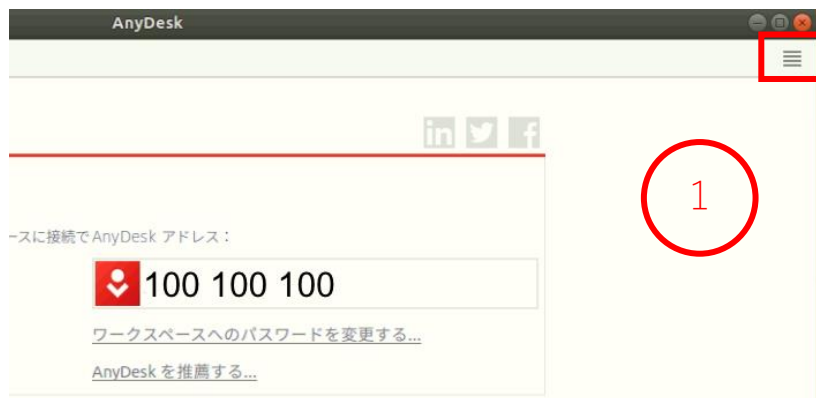 AnyDesk
in f
1
ースに接続で AnyDesk アドレス：
100 100 100
ワークスペースへのパスワードを変更する...
AnyDesk を推薦する...